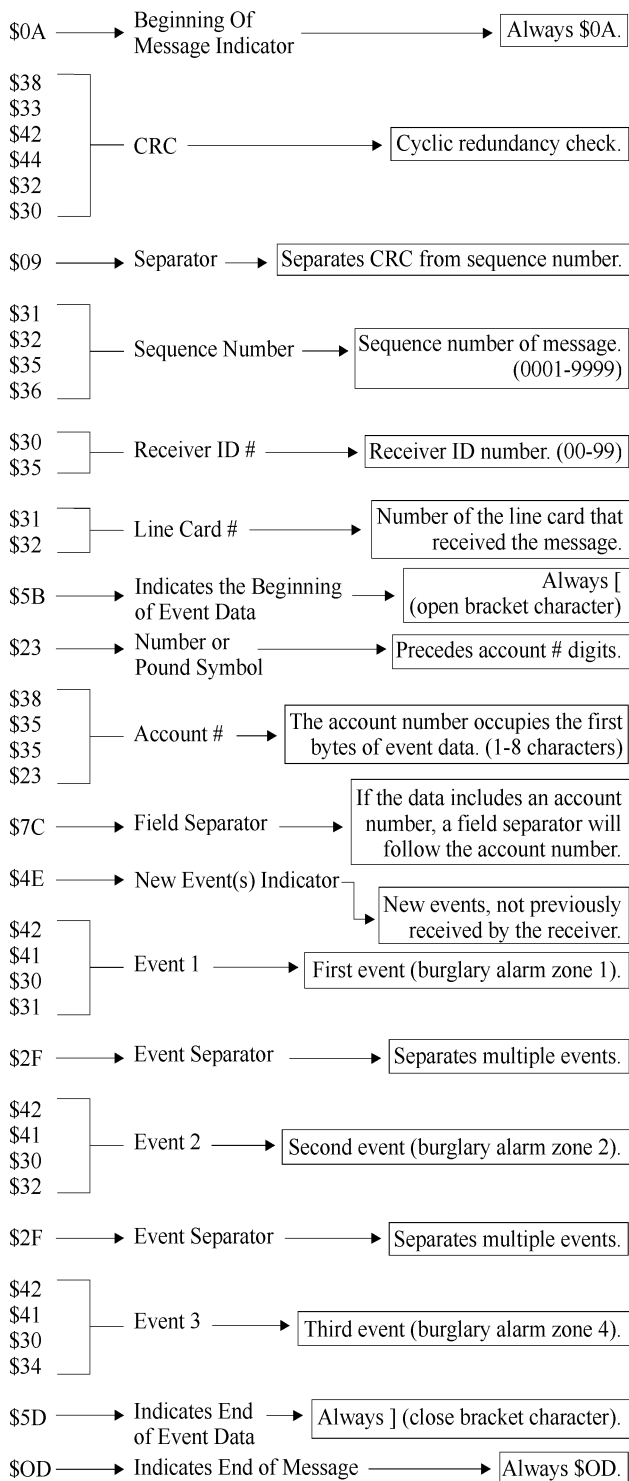 $0A Beginning Of Always $0A.
Message Indicator
$38
$33
$42
$44 CRC Cyclic redundancy check.
$32
$30
$09 Separator Separates CRC from sequence number.
$31
$32 Sequence Number Sequence number of message.
$35 (0001-9999)
$36
$30 Receiver ID # Receiver ID number. (00-99)
$35
$31 Line Card # Number of the line card that
$32 received the message.
$5B Indicates the Beginning Always [
of Event Data (open bracket character)
$23 Number or Precedes account # digits.
Pound Symbol
$38
$35 Account # The account number occupies the first
$35 bytes of event data. (1-8 characters)
$23
If the data includes an account
$7C Field Separator number, a field separator will
follow the account number.
$4E New Event(s) Indicator
New events, not previously
received by the receiver.
$42
$41 Event 1 First event (burglary alarm zone 1).
$30
$31
$2F Event Separator Separates multiple events.
$42
$41 Event 2 Second event (burglary alarm zone 2).
$30
$32
$2F Event Separator Separates multiple events.
$42
$41 Event 3 Third event (burglary alarm zone 4).
$30
$34
$5D Indicates End Always ] (close bracket character).
of Event Data
$OD Indicates End of Message Always $OD.